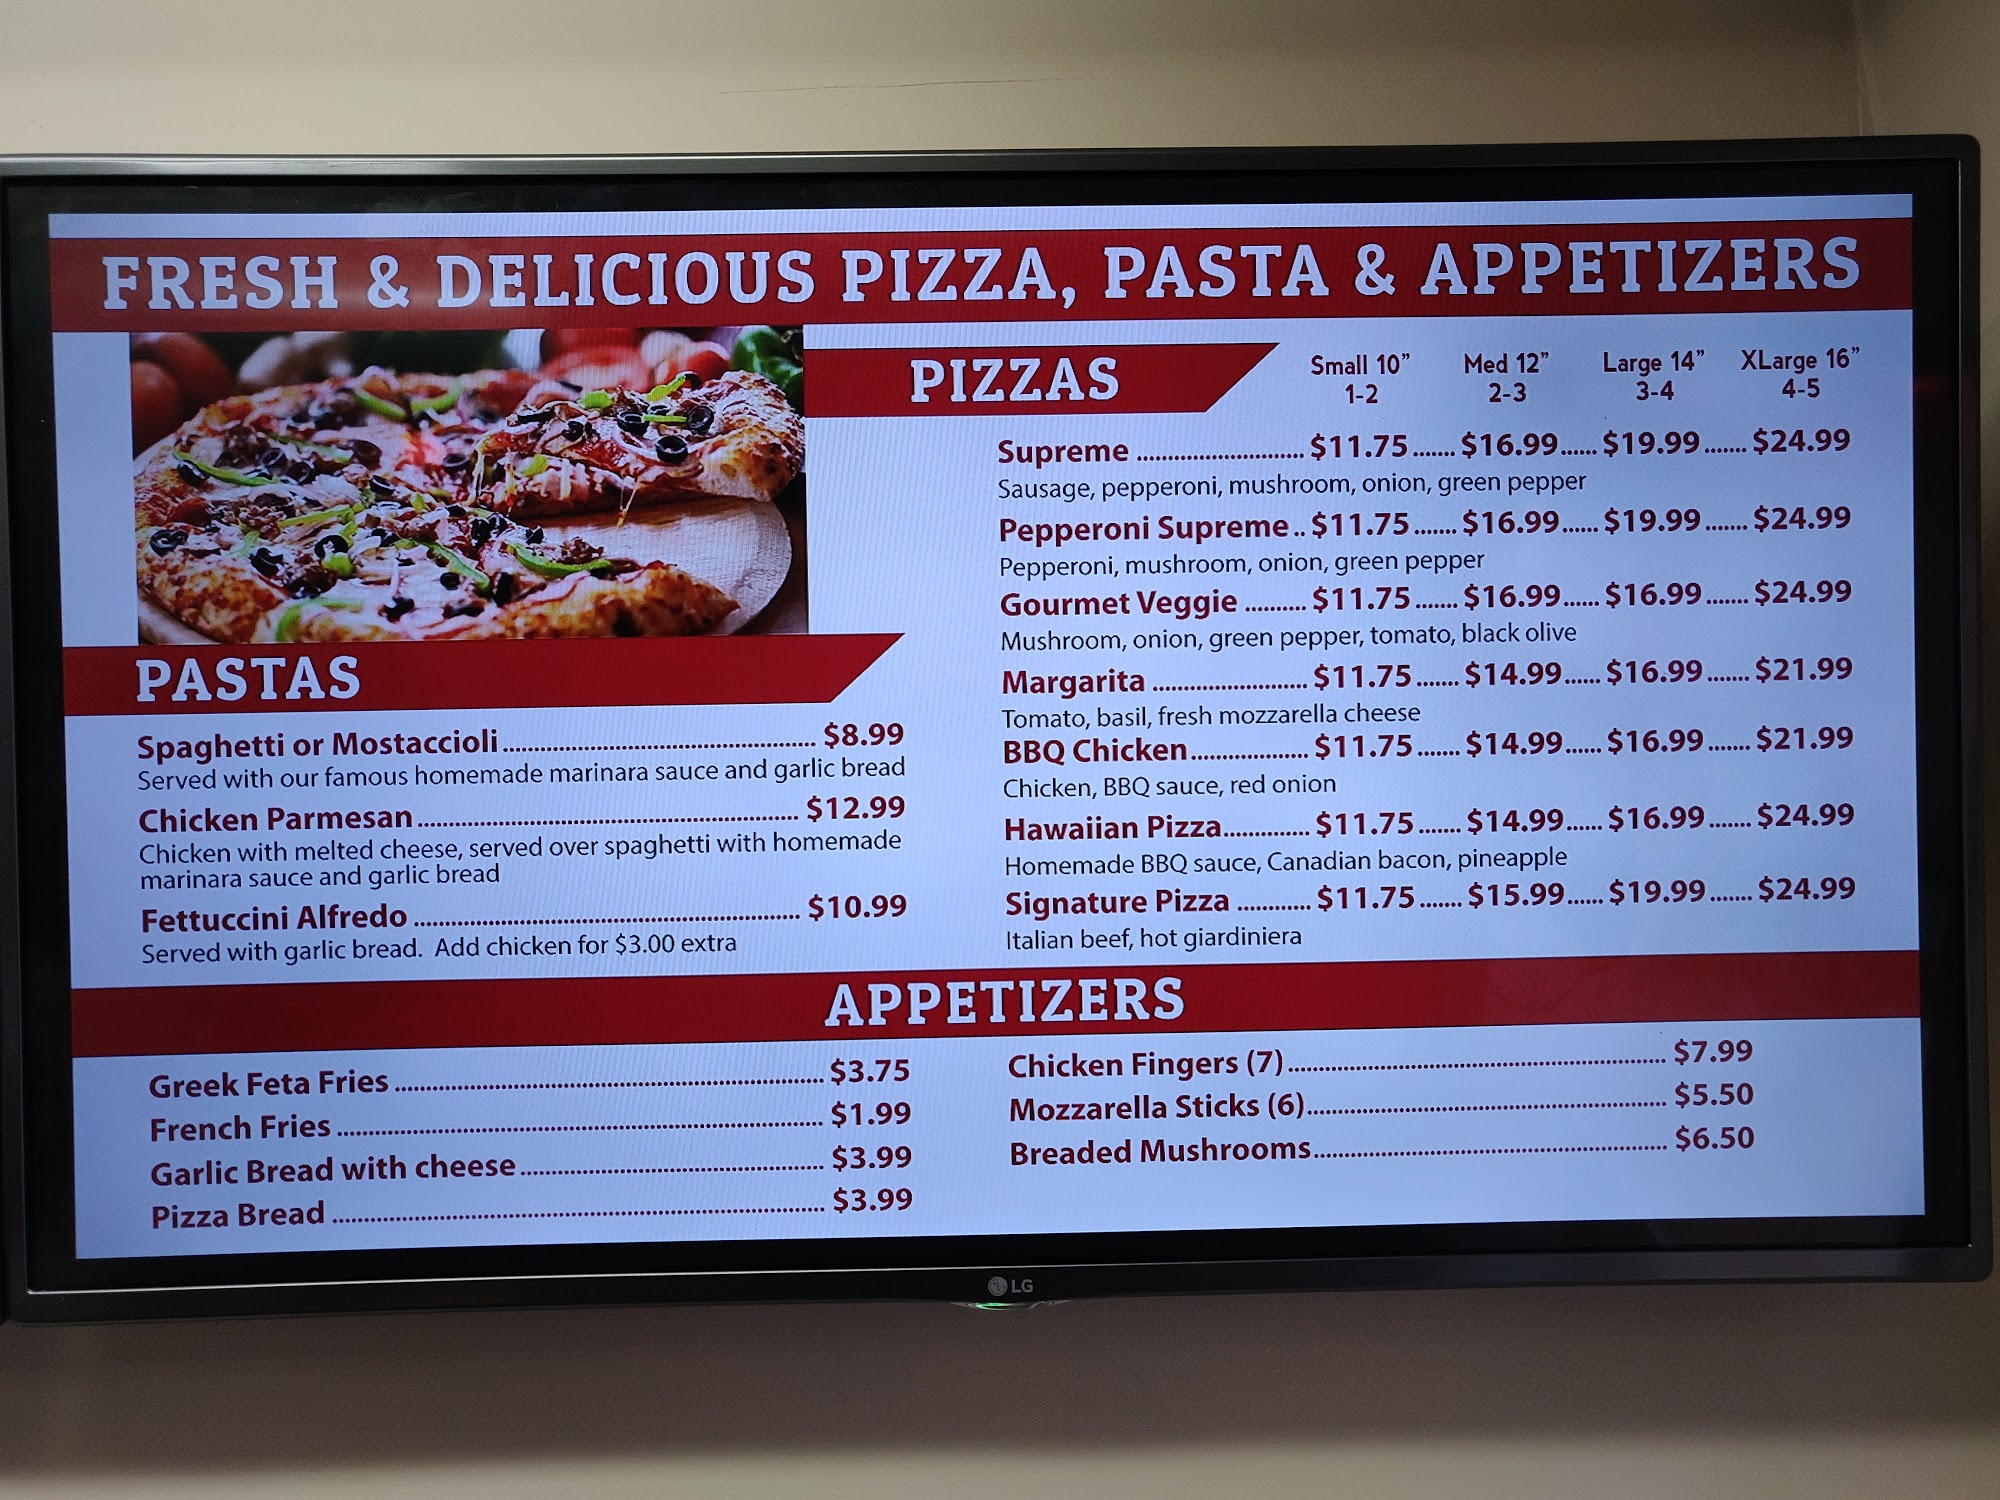 FRESH & DELICIOUS PIZZA, PASTA & APPETIZERS
PIZZAS
Small 10” Med 12” Large 14” XLarge 16”
1-2 2-3 3-4 4-5
Supreme $11.75 $16.99 $19.99 $24.99
Sausage, pepperoni, mushroom, onion, green pepper
Pepperoni Supreme $11.75 $16.99 $19.99 $24.99
Pepperoni, mushroom, onion, green pepper
Gourmet Veggie $11.75 $16.99 $16.99 $24.99
Mushroom, onion, green pepper, tomato, black olive
Margarita $11.75 $14.99 $16.99 $21.99
Tomato, basil, fresh mozzarella cheese
BBQ Chicken $11.75 $14.99 $16.99 $21.99
Chicken, BBQ sauce, red onion
Hawaiian Pizza $11.75 $14.99 $16.99 $24.99
Homemade BBQ sauce, Canadian bacon, pineapple
Signature Pizza $11.75 $15.99 $19.99 $24.99
Italian beef, hot giardiniera
PASTAS
Spaghetti or Mostaccioli $8.99
Served with our famous homemade marinara sauce and garlic bread
Chicken Parmesan $12.99
Chicken with melted cheese, served over spaghetti with homemade
marinara sauce and garlic bread
Fettuccini Alfredo $10.99
Served with garlic bread. Add chicken for $3.00 extra
APPETIZERS
Greek Feta Fries $3.75
French Fries $1.99
Garlic Bread with cheese $3.99
Pizza Bread $3.99
Chicken Fingers (7) $7.99
Mozzarella Sticks (6) $5.50
Breaded Mushrooms $6.50
LG